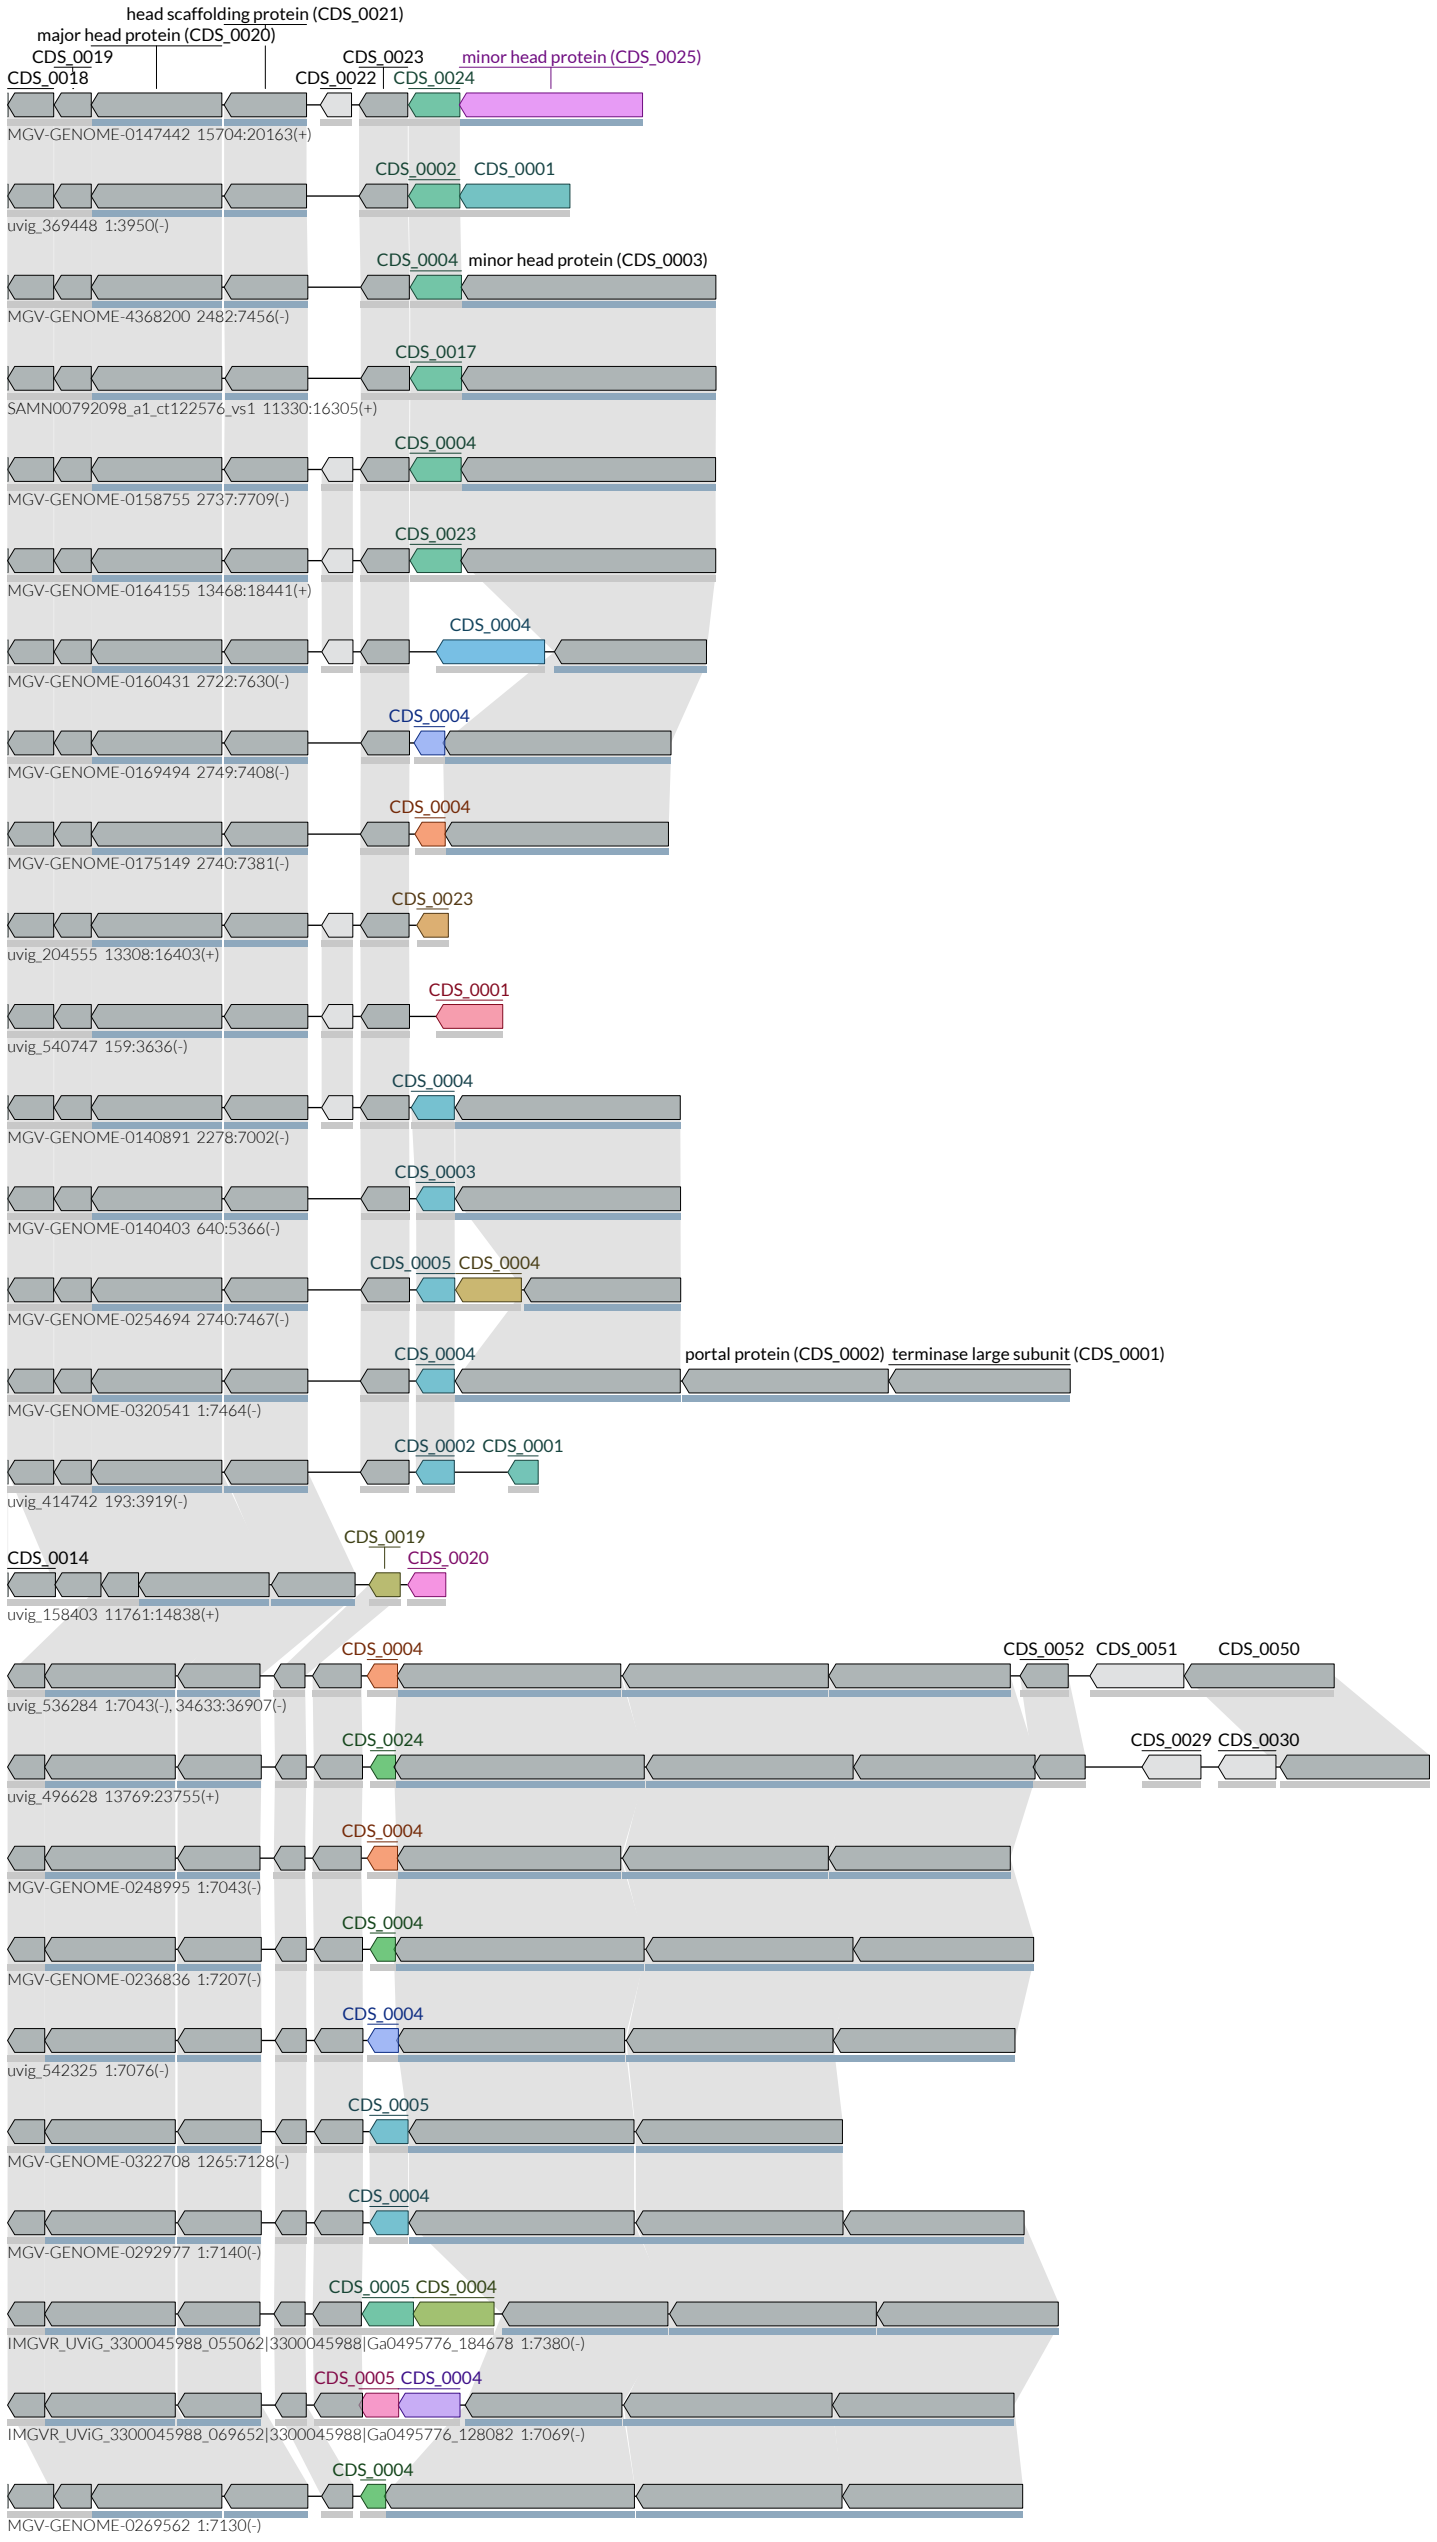 head scaffolding protein (CDS_0021)
major head protein (CDS_0020)
CDS_0019 CDS_0023 minor head protein (CDS_0025)
CDS_0018 CDS_0022 CDS_0024
MGV-GENOME-0147442 15704:20163(+)
CDS_0002 CDS_0001
uvig_369448 1:3950(-)
CDS_0004 minor head protein (CDS_0003)
MGV-GENOME-4368200 2482:7456(-)
CDS_0017
SAMN00792098_a1_ct122576_vs1 11330:16305(+)
CDS_0004
MGV-GENOME-0158755 2737:7709(-)
CDS_0023
MGV-GENOME-0164155 13468:18441(+)
CDS_0004
MGV-GENOME-0160431 2722:7630(-)
CDS_0004
MGV-GENOME-0169494 2749:7408(-)
CDS_0004
MGV-GENOME-0175149 2740:7381(-)
CDS_0023
uvig_204555 13308:16403(+)
CDS_0001
uvig_540747 159:3636(-)
CDS_0004
MGV-GENOME-0140891 2278:7002(-)
CDS_0003
MGV-GENOME-0140403 640:5366(-)
CDS_0005 CDS_0004
MGV-GENOME-0254694 2740:7467(-)
CDS_0004 portal protein (CDS_0002) terminase large subunit (CDS_0001)
MGV-GENOME-0320541 1:7464(-)
CDS_0002 CDS_0001
uvig_414742 193:3919(-)
CDS_0019
CDS_0014 CDS_0020
uvig_158403 11761:14838(+)
CDS_0004 CDS_0052 CDS_0051 CDS_0050
uvig_536284 1:7043(-), 34633:36907(-)
CDS_0024 CDS_0029 CDS_0030
uvig_496628 13769:23755(+)
CDS_0004
MGV-GENOME-0248995 1:7043(-)
CDS_0004
MGV-GENOME-0236836 1:7207(-)
CDS_0004
uvig_542325 1:7076(-)
CDS_0005
MGV-GENOME-0322708 1265:7128(-)
CDS_0004
MGV-GENOME-0292977 1:7140(-)
CDS_0005 CDS_0004
IMGVR_UViG_3300045988_055062|3300045988|Ga0495776_184678 1:7380(-)
CDS_0005 CDS_0004
IMGVR_UViG_3300045988_069652|3300045988|Ga0495776_128082 1:7069(-)
CDS_0004
MGV-GENOME-0269562 1:7130(-)